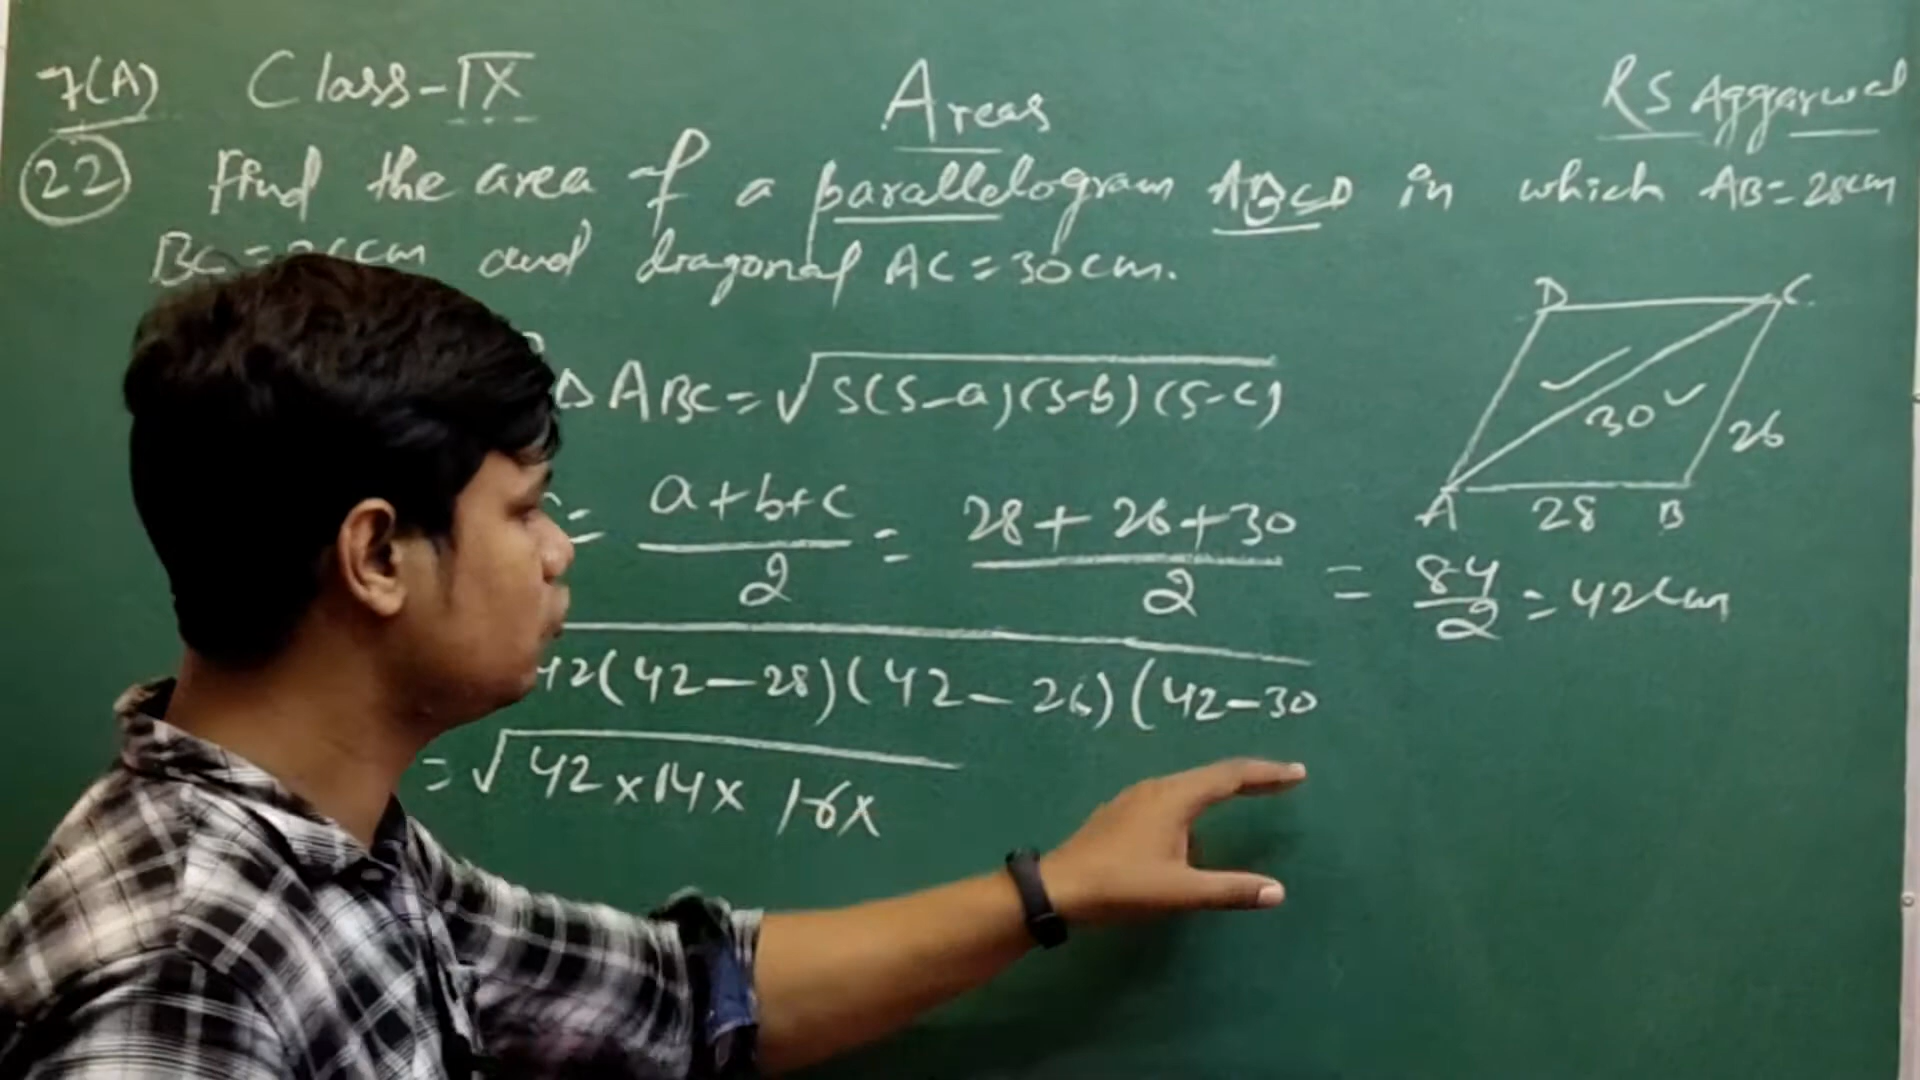 7(A) Class-IX Areas RS Aggarwal
22 Find the area of a parallelogram ABCD in which AB=28cm
BC = 26cm and diagonal AC=30cm.
Δ ABC = √s(s-a)(s-b)(s-c)
D C
30 26
A 28 B
= a+b+c / 2 = 28+26+30 / 2 = 84 / 2 = 42cm
42(42-28)(42-26)(42-30
= √42×14×16×